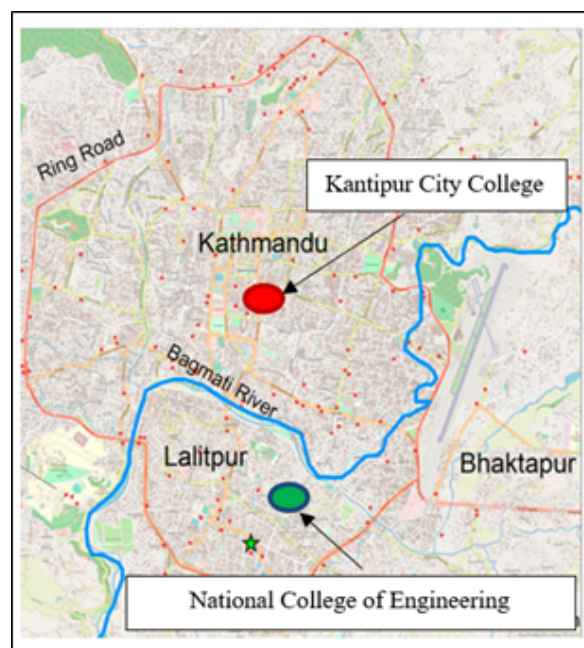 Ring Road
Kantipur City College
Kathmandu
Bagmati River
Lalitpur
Bhaktapur
National College of Engineering